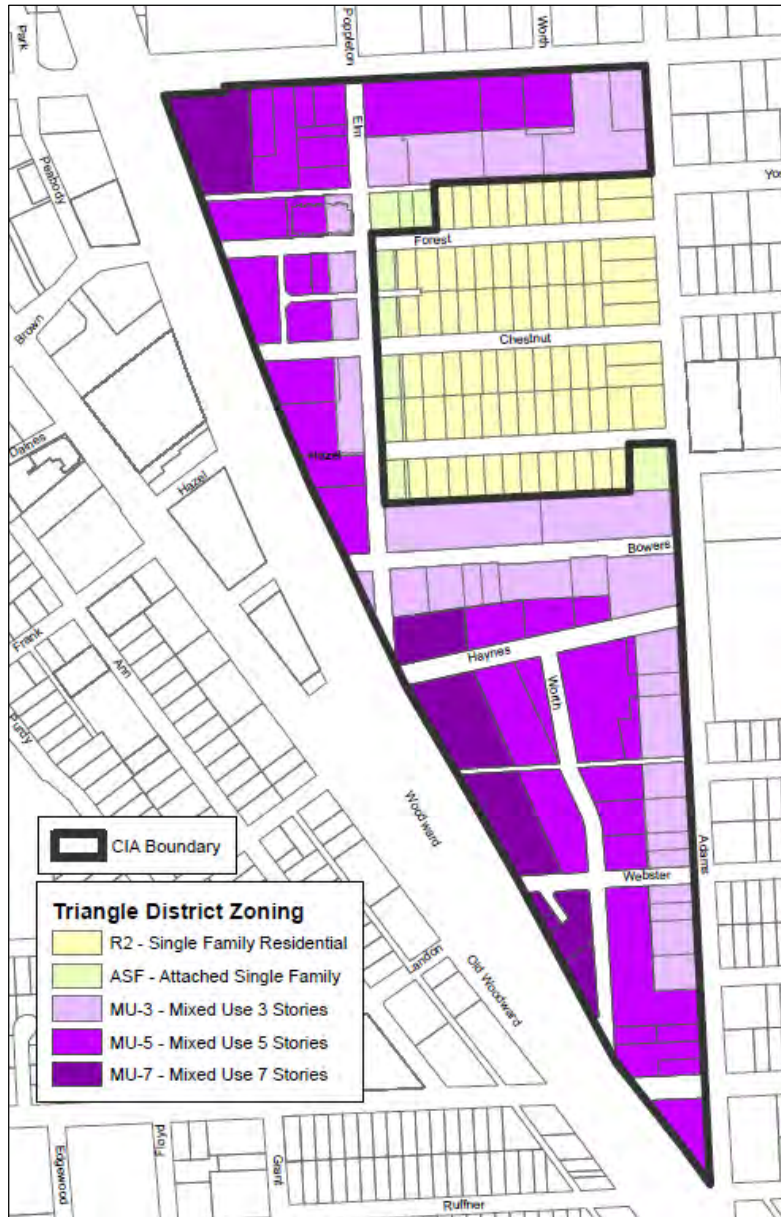 Park
Poppleton
Worth
Elm
Peabody
Forest
Brown
Chestnut
Daines
Hazel
Hazel
Bowers
Frank
Ann
Haynes
Purdy
Worth
Woodward
Adams
CIA Boundary
Webster
Triangle District Zoning
R2 - Single Family Residential
ASF - Attached Single Family
MU-3 - Mixed Use 3 Stories
MU-5 - Mixed Use 5 Stories
MU-7 - Mixed Use 7 Stories
Landon
Old Woodward
Edgewood
Floyd
Grant
Ruffner